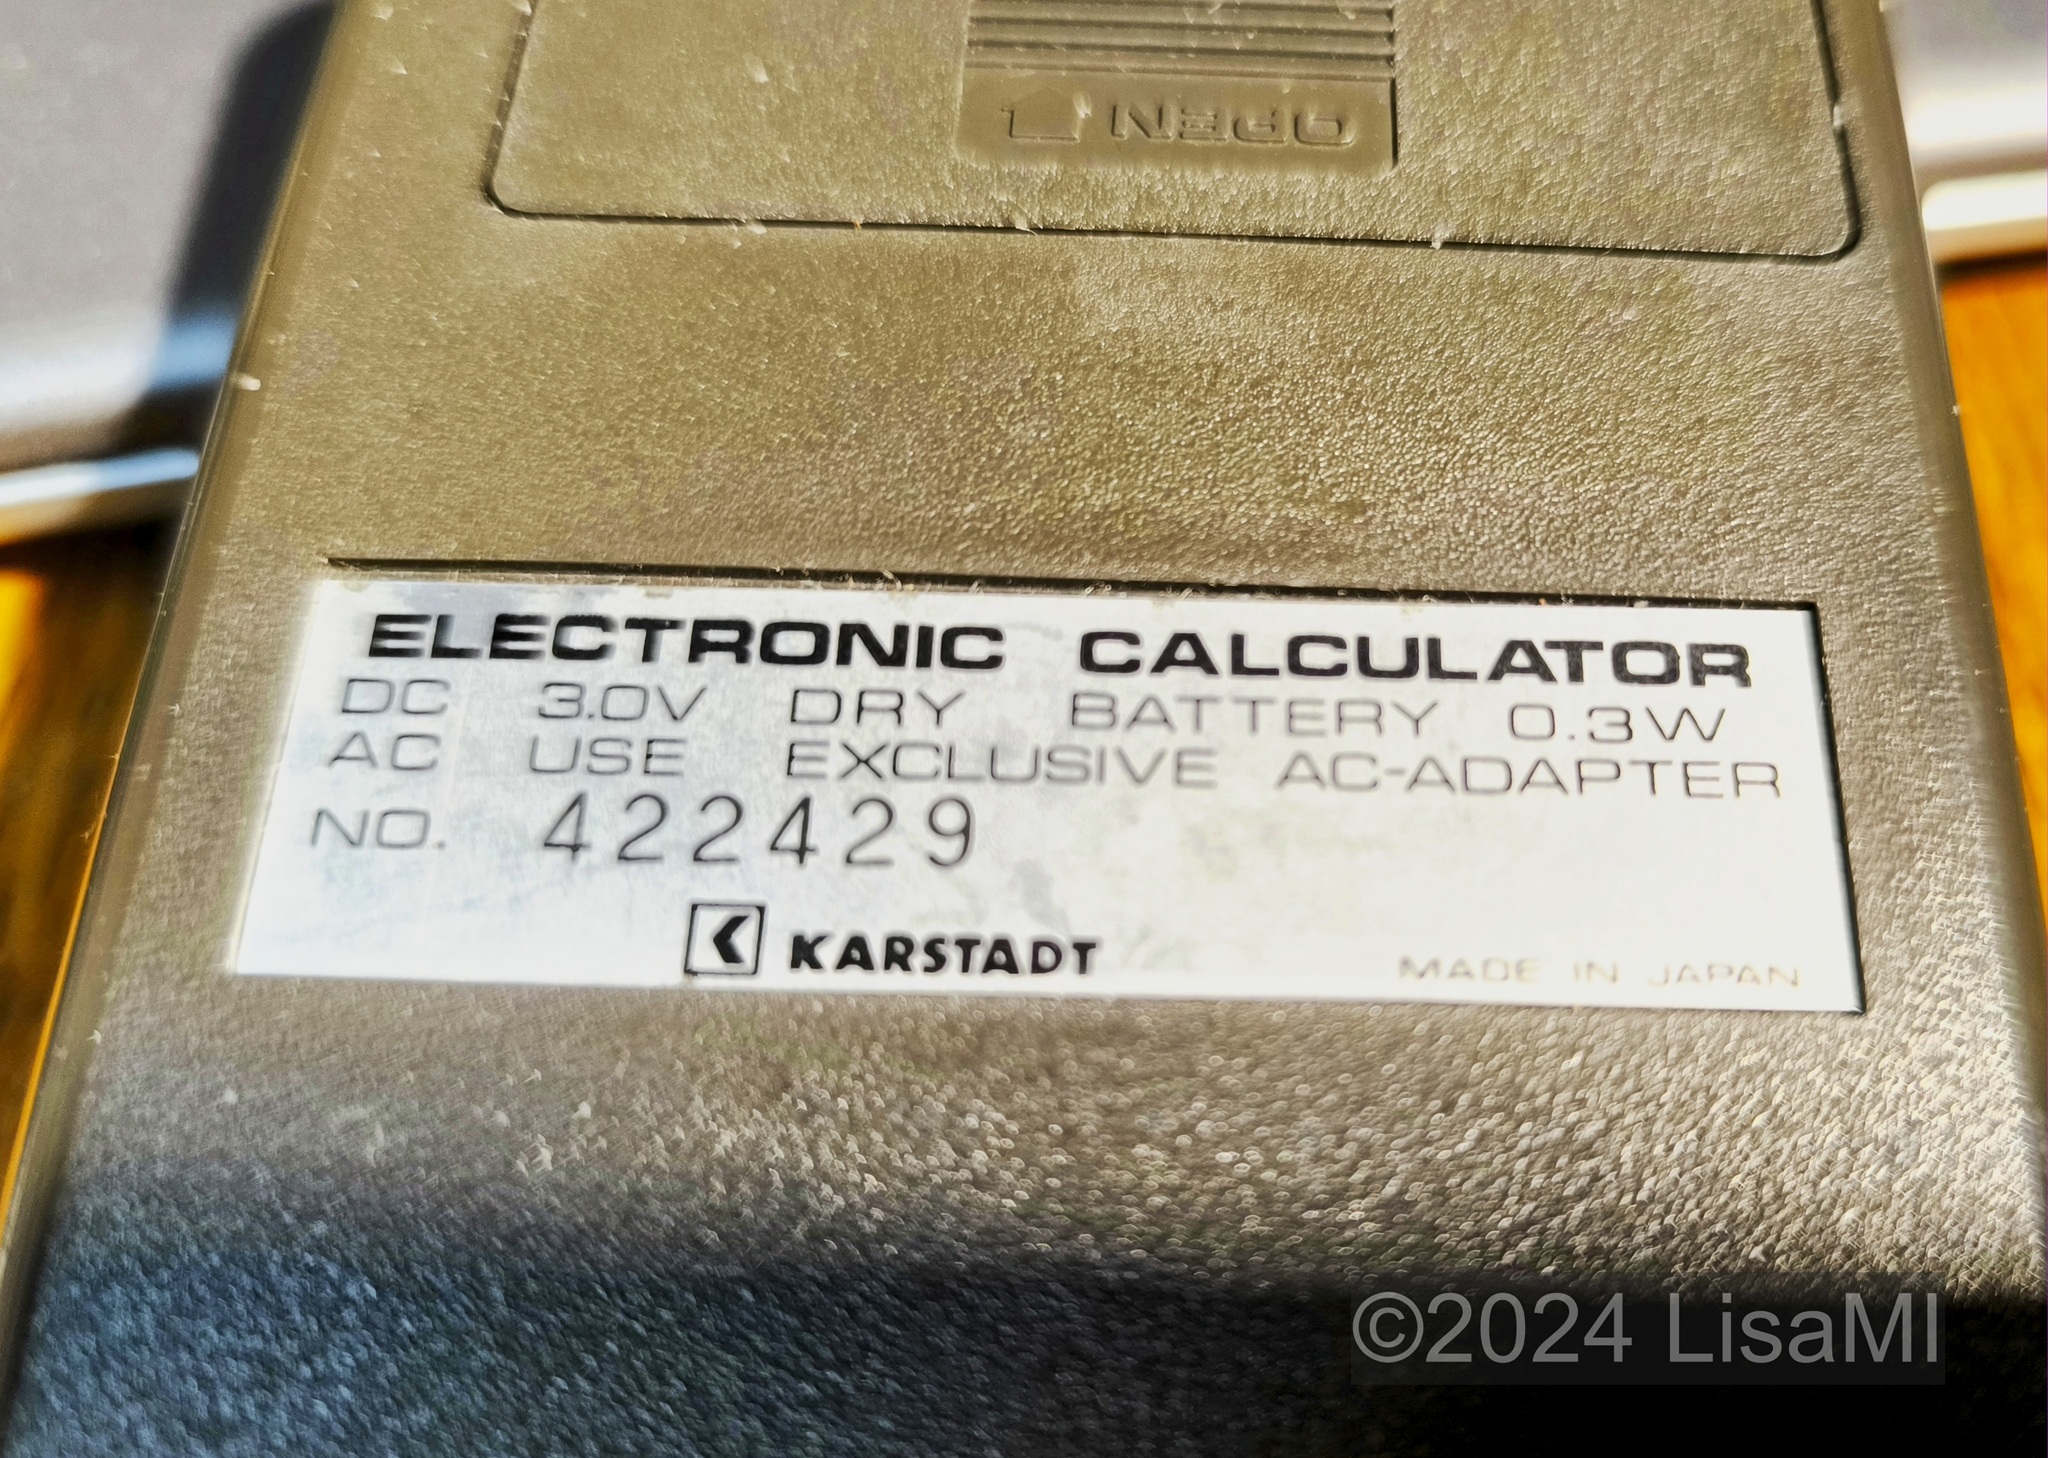 OPEN
ELECTRONIC CALCULATOR
DC 3.0V DRY BATTERY 0.3W
AC USE EXCLUSIVE AC-ADAPTER
NO. 422429
KARSTADT
MADE IN JAPAN
©2024 LisaMI